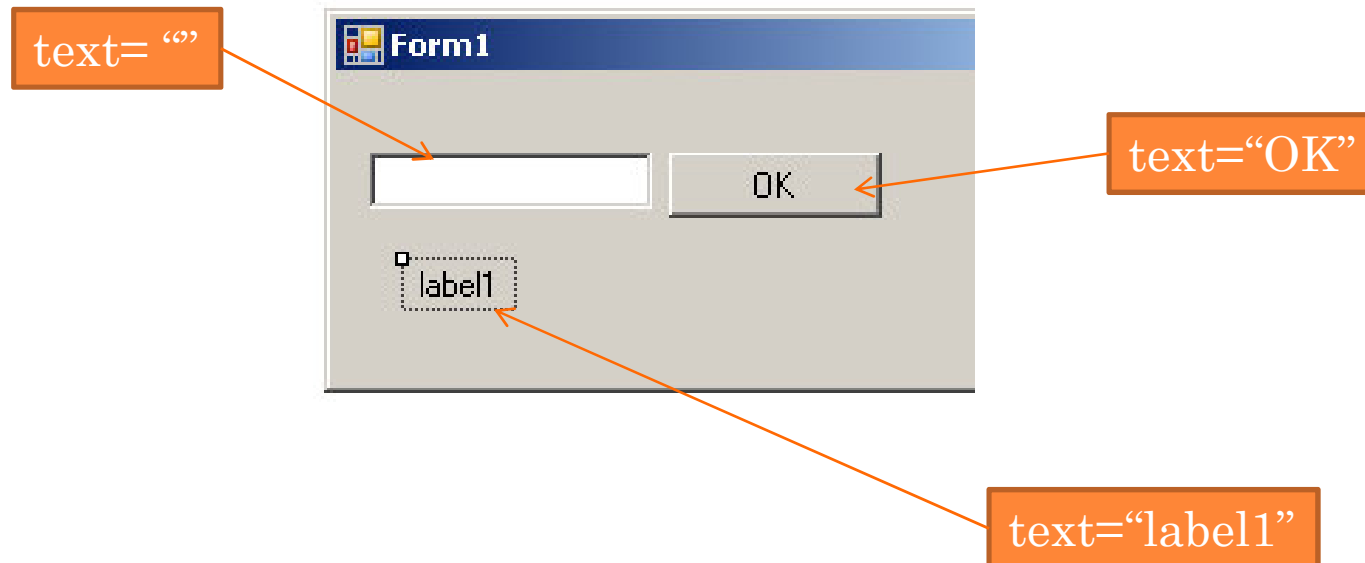 text= “”
Form1
text=“OK”
OK
label1
text=“label1”